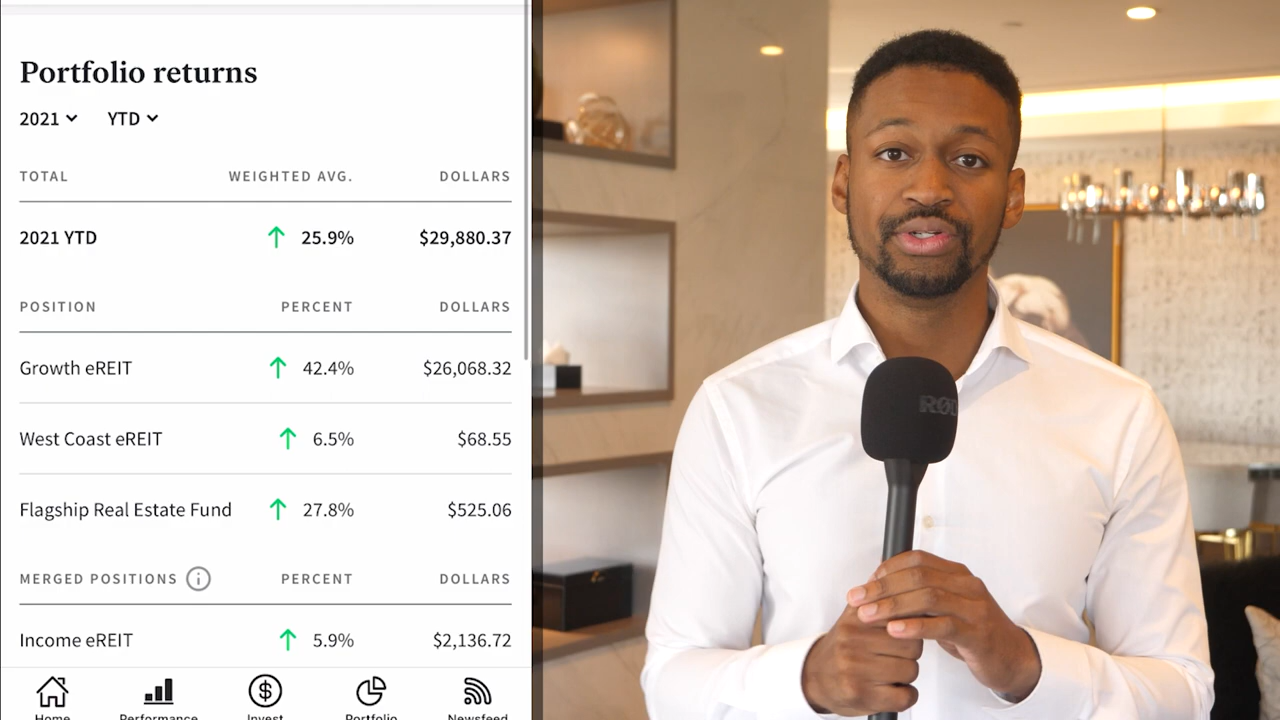 Portfolio returns
2021 YTD
TOTAL WEIGHTED AVG. DOLLARS
2021 YTD 25.9% $29,880.37
POSITION PERCENT DOLLARS
Growth eREIT 42.4% $26,068.32
West Coast eREIT 6.5% $68.55
Flagship Real Estate Fund 27.8% $525.06
MERGED POSITIONS PERCENT DOLLARS
Income eREIT 5.9% $2,136.72
Home Performance Invest Portfolio Newsfeed
RØD